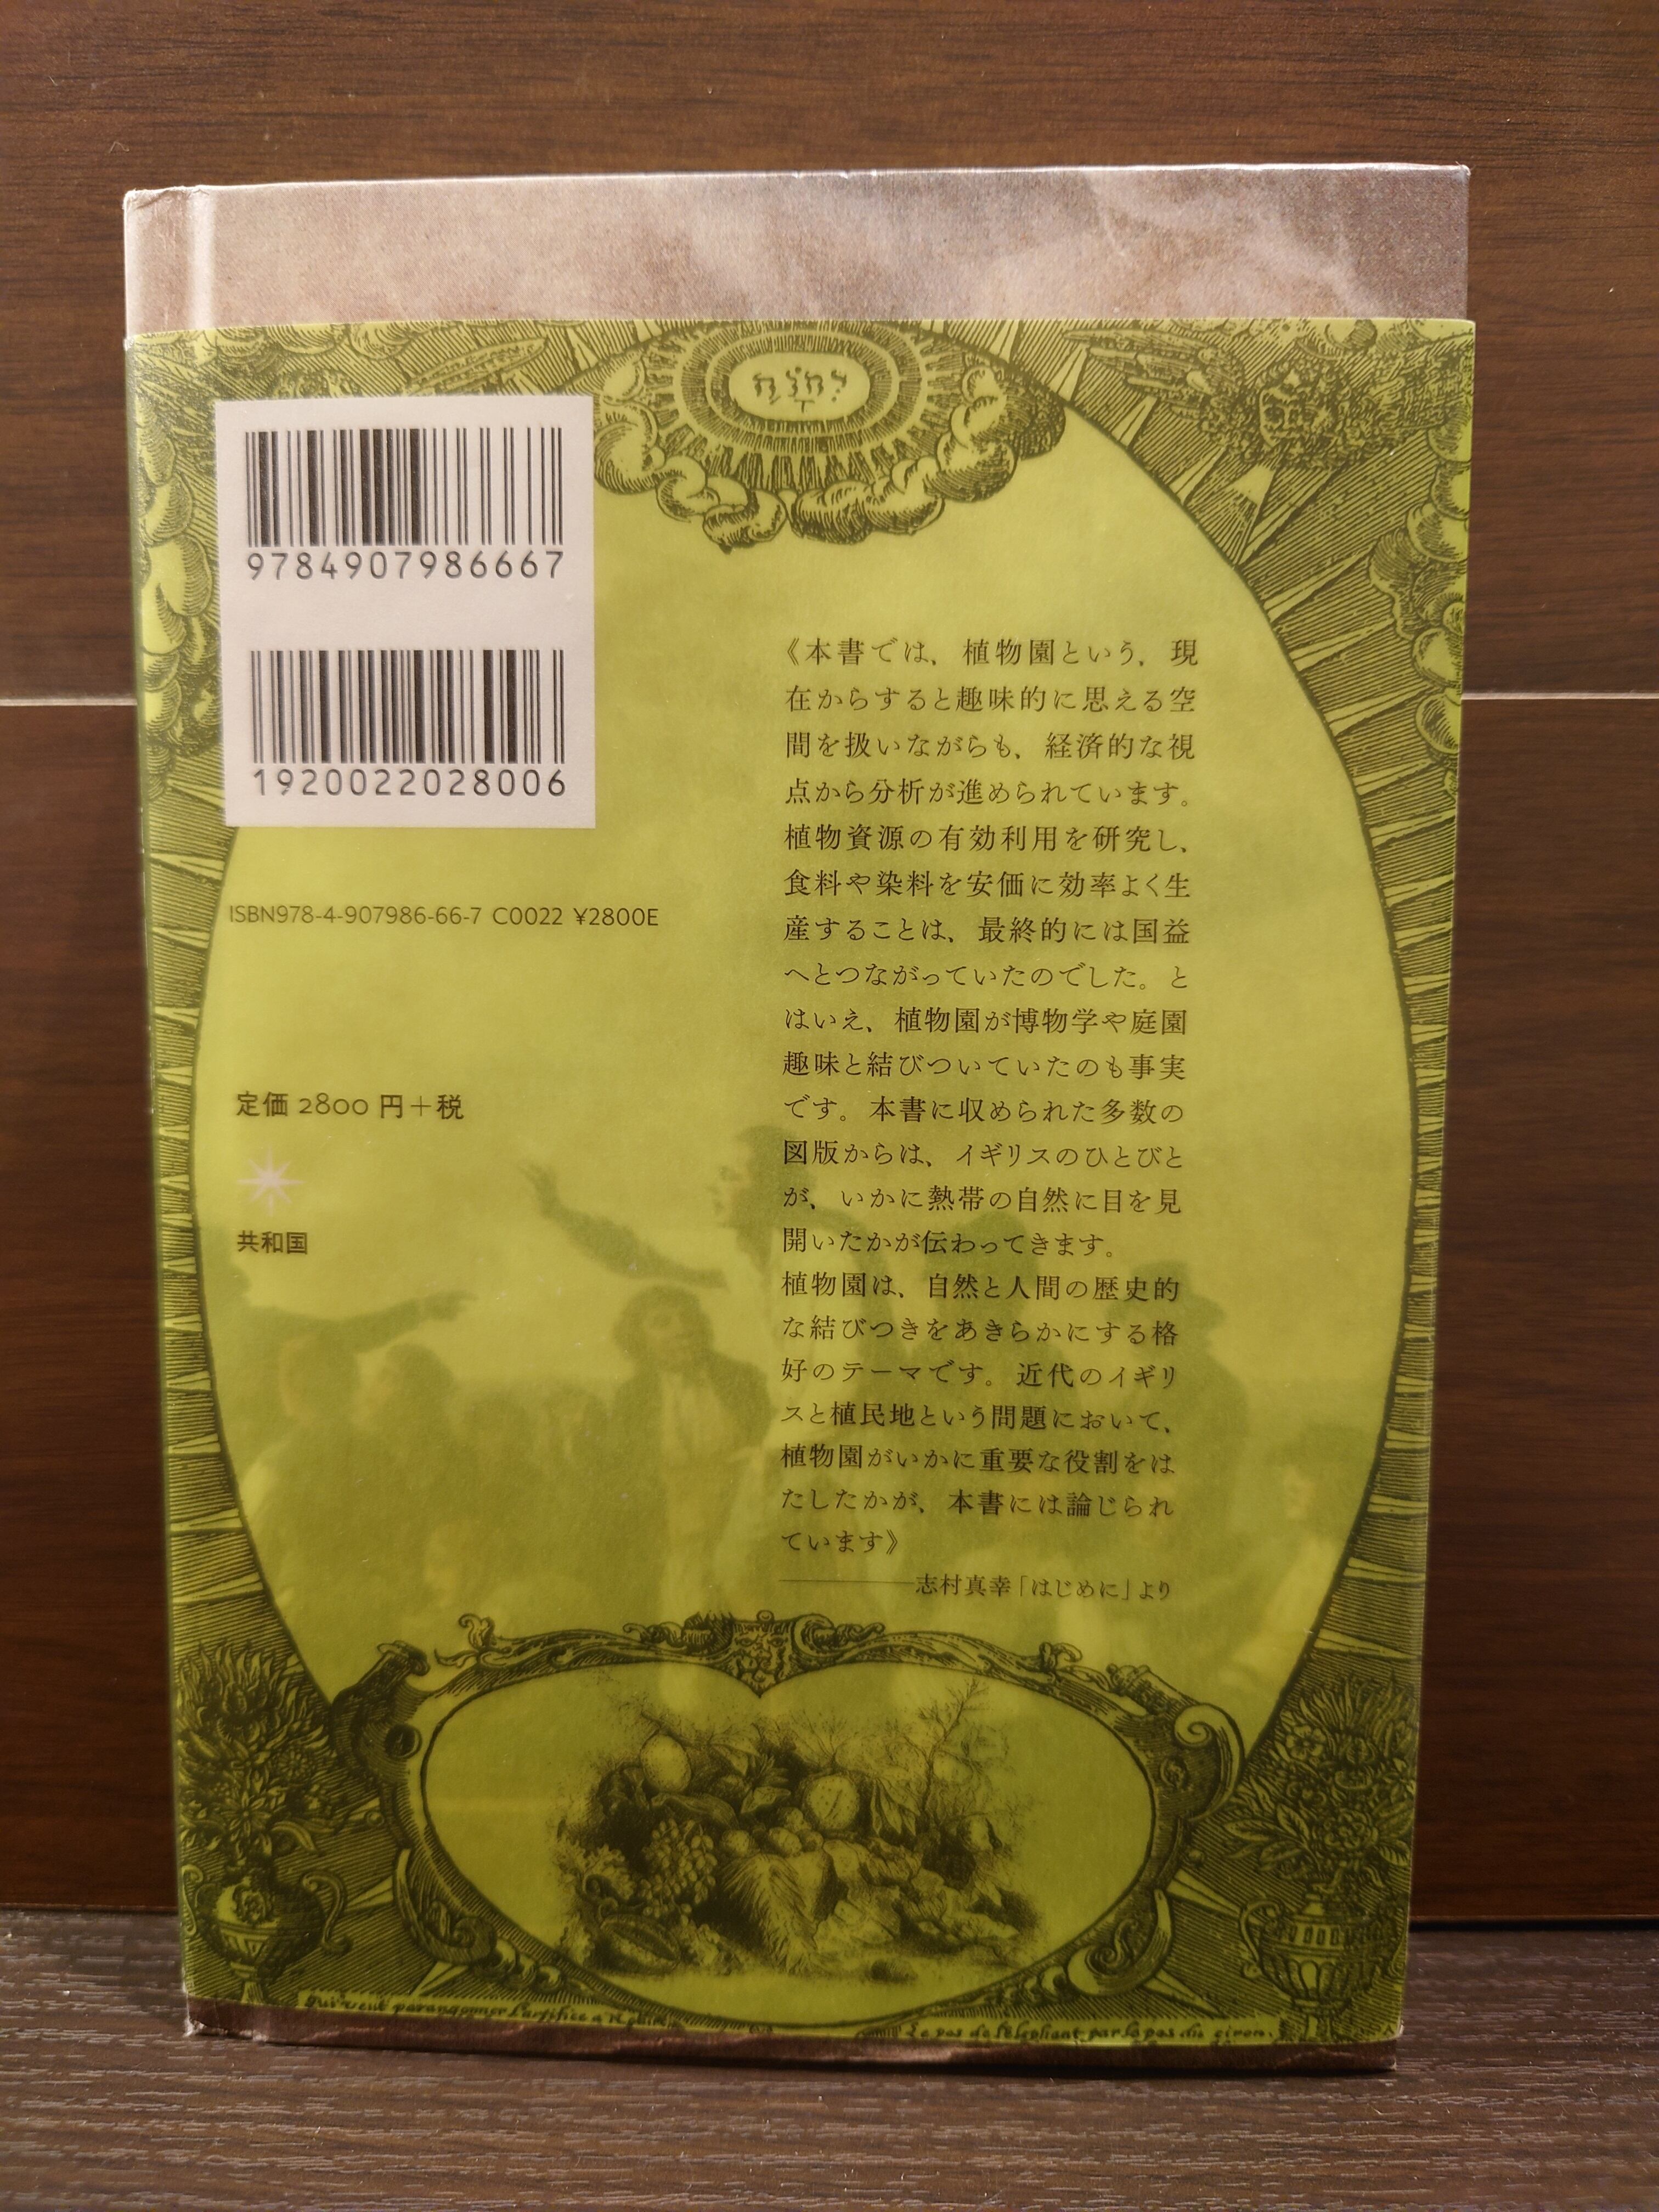 יהוה
9784907986667
1920022028006
ISBN978-4-907986-66-7 C0022 ¥2800E
定価 2800 円＋税
共和国
《本書では、植物園という、現
在からすると趣味的に思える空
間を扱いながらも、経済的な視
点から分析が進められています。
植物資源の有効利用を研究し、
食料や染料を安価に効率よく生
産することは、最終的には国益
へとつながっていたのでした。と
はいえ、植物園が博物学や庭園
趣味と結びついていたのも事実
です。本書に収められた多数の
図版からは、イギリスのひとびと
が、いかに熱帯の自然に目を見
開いたかが伝わってきます。
植物園は、自然と人間の歴史的
な結びつきをあきらかにする格
好のテーマです。近代のイギリ
スと植民地という問題において、
植物園がいかに重要な役割をは
たしたかが、本書には論じられ
ています》
————志村真幸「はじめに」より
Qui veut parangonner l'artifice a
Le pas de l'elephant par le pas du ciron.